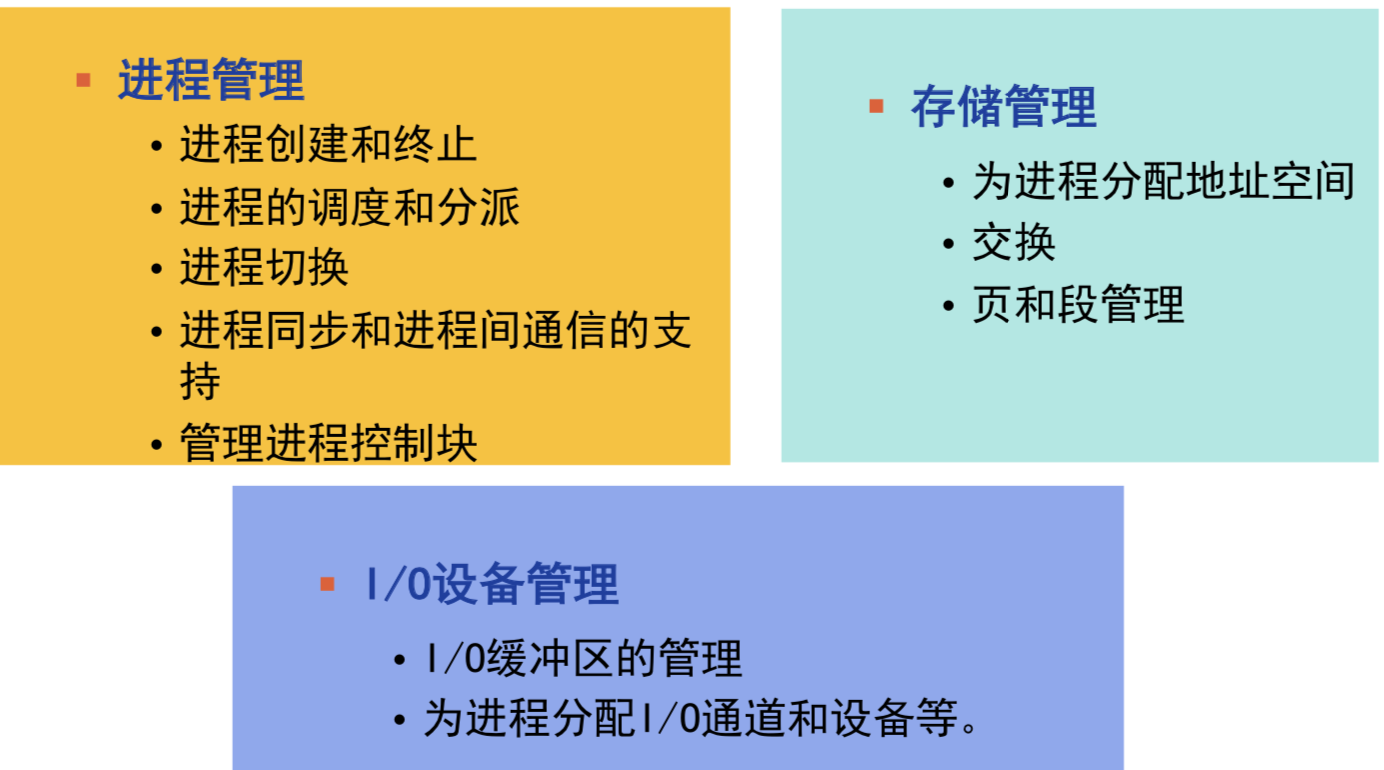 进程管理
• 进程创建和终止
• 进程的调度和分派
• 进程切换
• 进程同步和进程间通信的支
持
• 管理进程控制块
存储管理
• 为进程分配地址空间
• 交换
• 页和段管理
I/O设备管理
• I/O缓冲区的管理
• 为进程分配I/O通道和设备等。